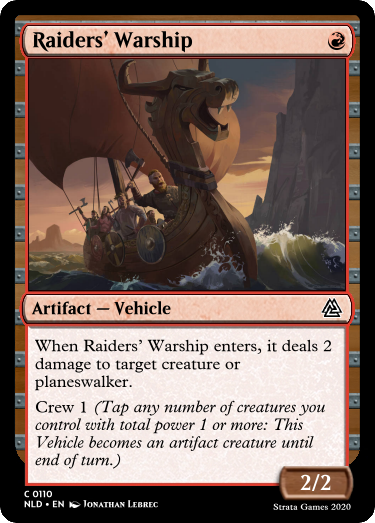 Raiders' Warship
Artifact — Vehicle
When Raiders' Warship enters, it deals 2
damage to target creature or
planeswalker.
Crew 1 (Tap any number of creatures you
control with total power 1 or more: This
Vehicle becomes an artifact creature until
end of turn.)
2/2
C 0110
NLD • EN Jonathan Lebrec
Strata Games 2020